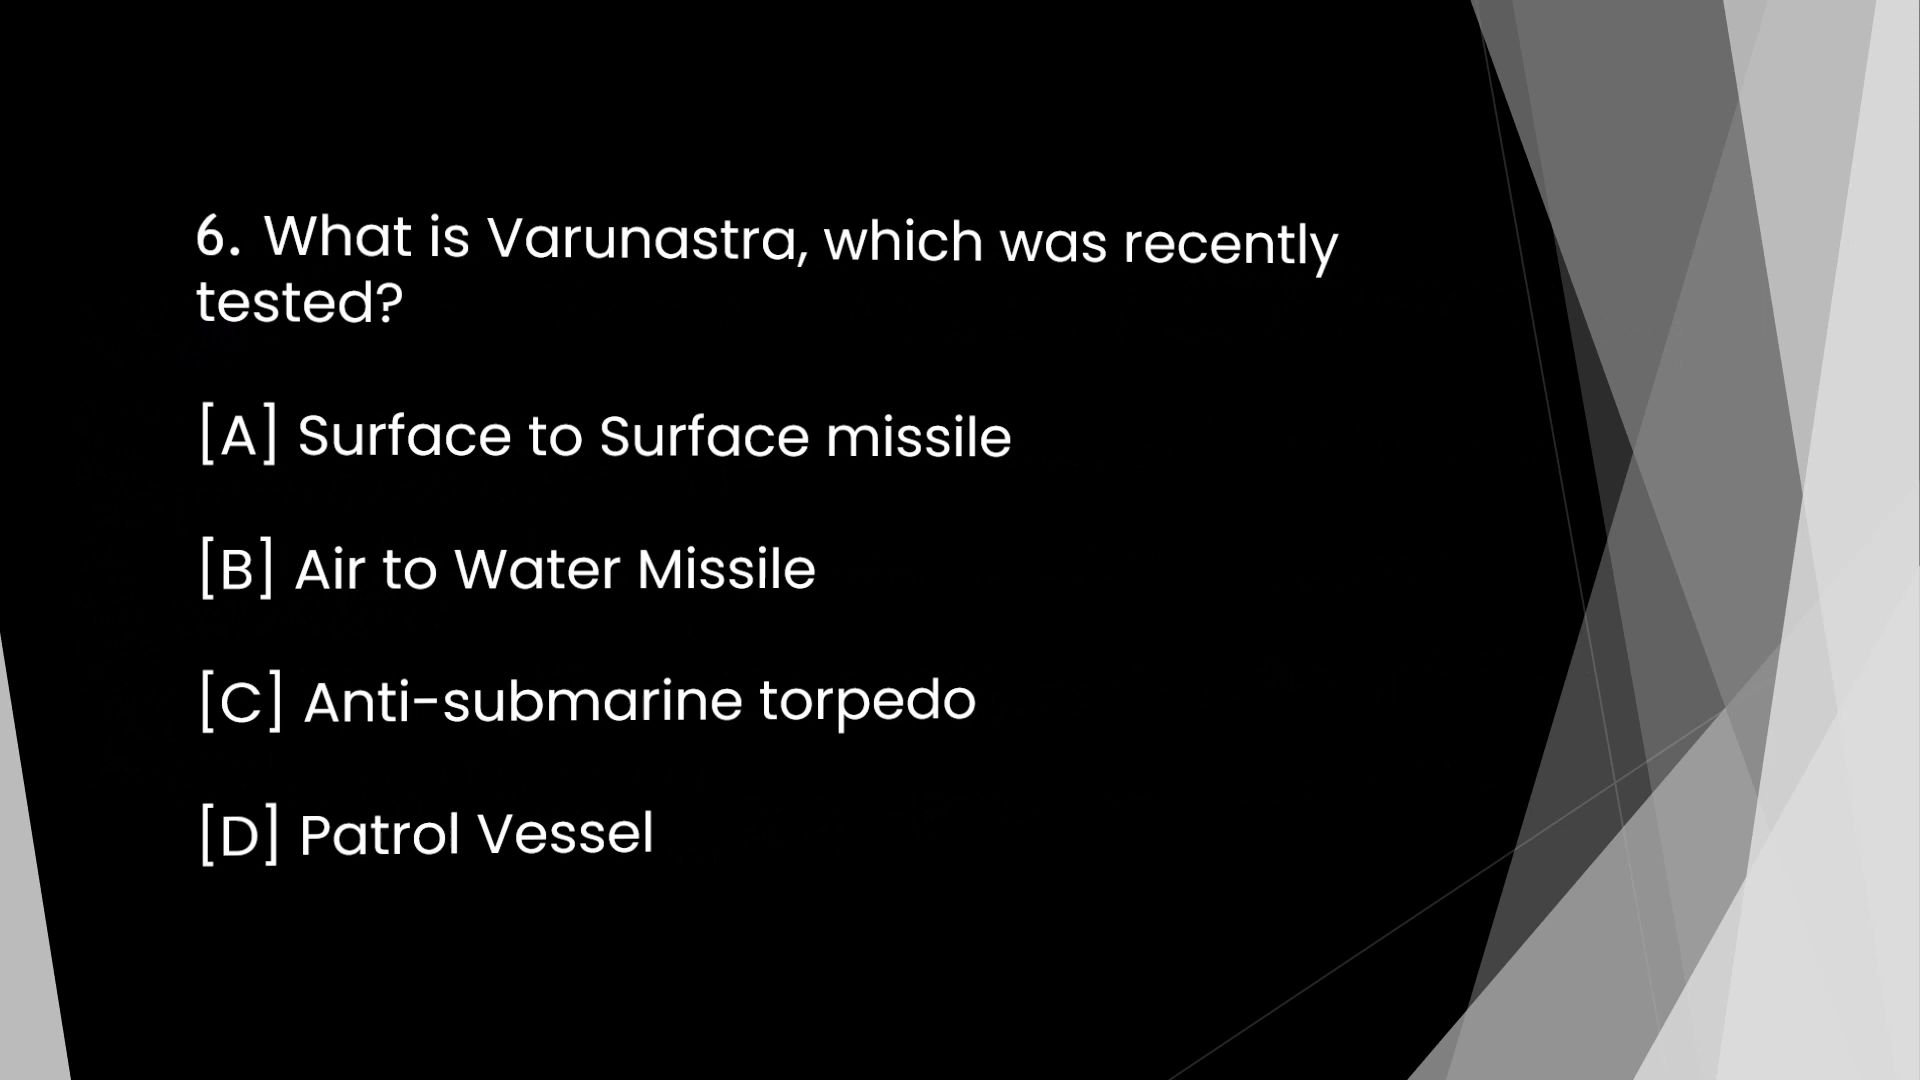 6. What is Varunastra, which was recently
tested?
[A] Surface to Surface missile
[B] Air to Water Missile
[C] Anti-submarine torpedo
[D] Patrol Vessel